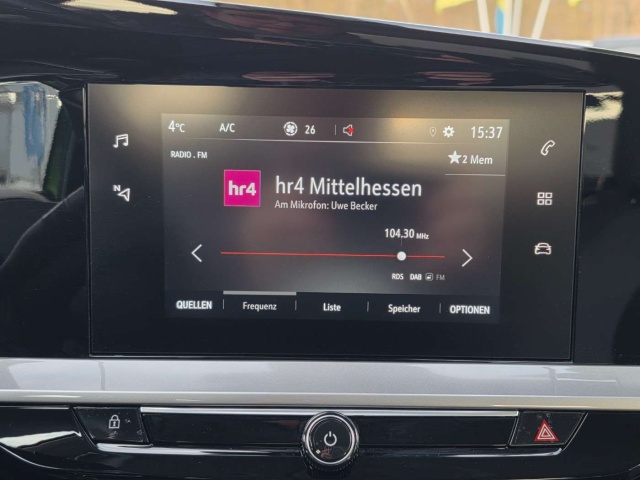 4°C A/C 26 15:37
RADIO . FM 2 Mem
N
hr4 hr4 Mittelhessen
Am Mikrofon: Uwe Becker
104.30 MHz
RDS DAB FM
QUELLEN Frequenz Liste Speicher OPTIONEN